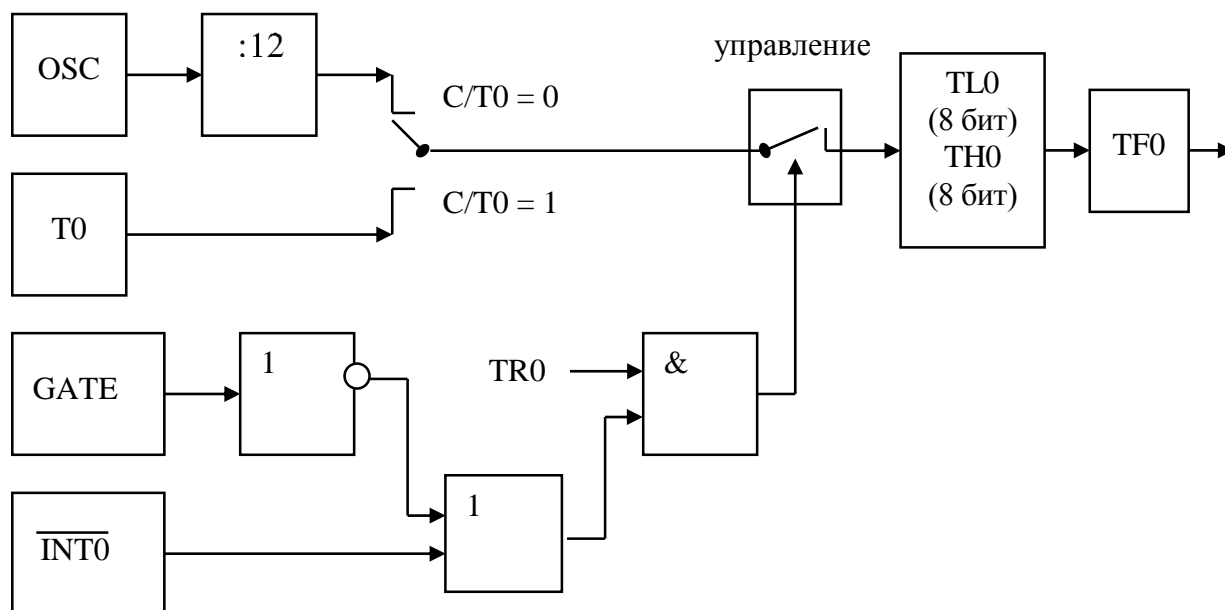 OSC
:12
C/T0 = 0
управление
TL0
(8 бит)
TH0
(8 бит)
TF0
T0
C/T0 = 1
GATE
1
TR0
&
INT0
1